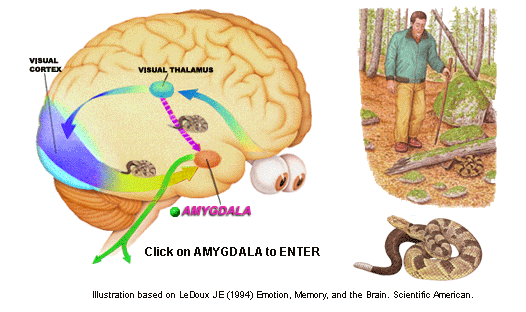 VISUAL
CORTEX
VISUAL THALAMUS
AMYGDALA
Click on AMYGDALA to ENTER
Illustration based on LeDoux JE (1994) Emotion, Memory, and the Brain. Scientific American.